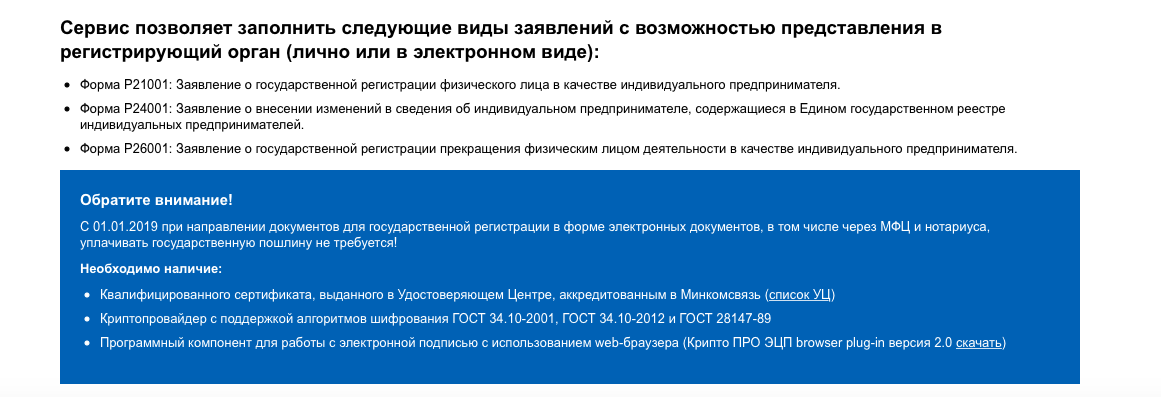 Сервис позволяет заполнить следующие виды заявлений с возможностью представления в
регистрирующий орган (лично или в электронном виде):
• Форма Р21001: Заявление о государственной регистрации физического лица в качестве индивидуального предпринимателя.
• Форма Р24001: Заявление о внесении изменений в сведения об индивидуальном предпринимателе, содержащиеся в Едином государственном реестре
индивидуальных предпринимателей.
• Форма Р26001: Заявление о государственной регистрации прекращения физическим лицом деятельности в качестве индивидуального предпринимателя.
Обратите внимание!
С 01.01.2019 при направлении документов для государственной регистрации в форме электронных документов, в том числе через МФЦ и нотариуса,
уплачивать государственную пошлину не требуется!
Необходимо наличие:
• Квалифицированного сертификата, выданного в Удостоверяющем Центре, аккредитованным в Минкомсвязь (список УЦ)
• Криптопровайдер с поддержкой алгоритмов шифрования ГОСТ 34.10-2001, ГОСТ 34.10-2012 и ГОСТ 28147-89
• Программный компонент для работы с электронной подписью с использованием web-браузера (Крипто ПРО ЭЦП browser plug-in версия 2.0 скачать)